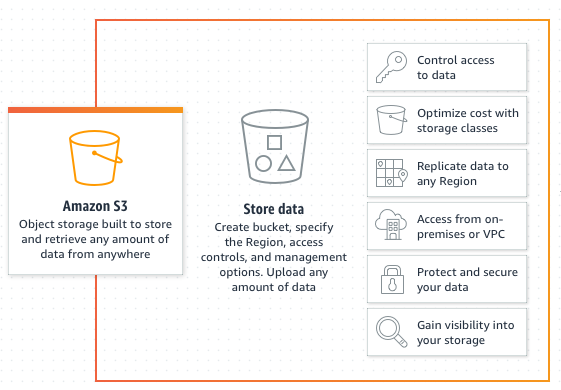 Amazon S3
Object storage built to store
and retrieve any amount of
data from anywhere
Store data
Create bucket, specify
the Region, access
controls, and management
options. Upload any
amount of data
Control access
to data
Optimize cost with
storage classes
Replicate data to
any Region
Access from on-
premises or VPC
Protect and secure
your data
Gain visibility into
your storage